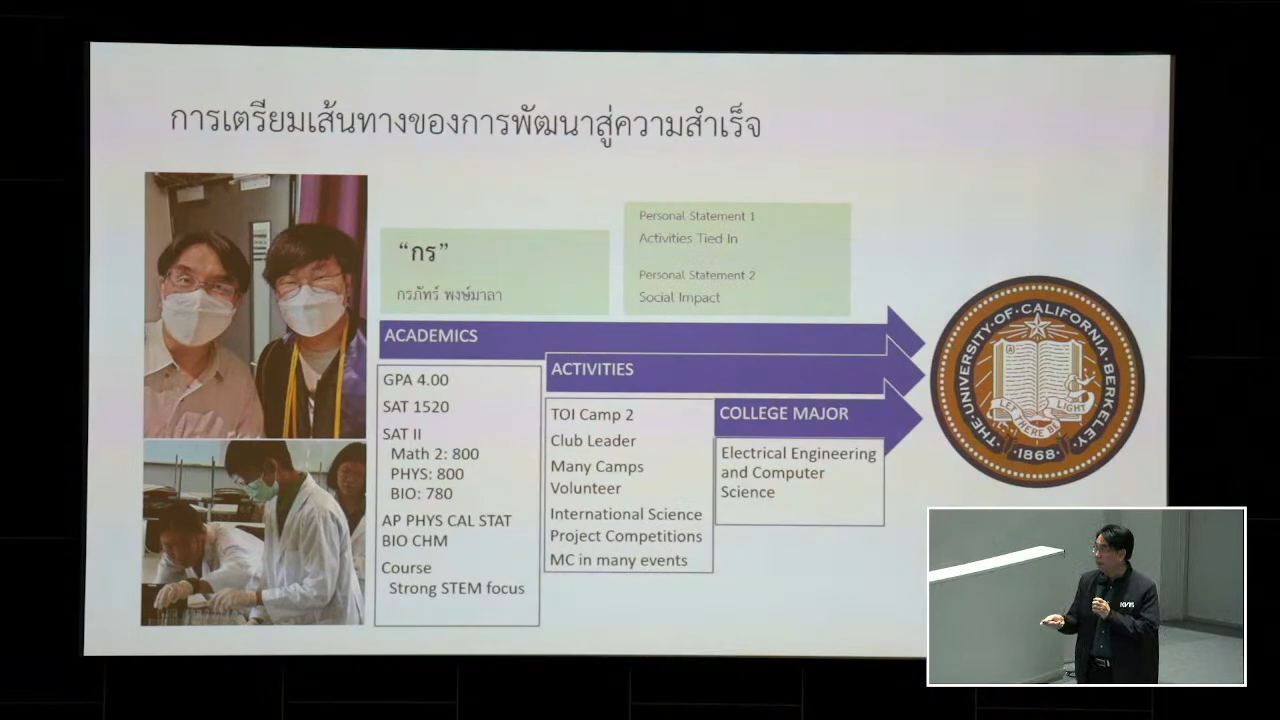 การเตรียมเส้นทางของการพัฒนาสู่ความสำเร็จ
“กร”
กรภัทร์ พงษ์มาลา
Personal Statement 1
Activities Tied In
Personal Statement 2
Social Impact
ACADEMICS
GPA 4.00
SAT 1520
SAT II
Math 2: 800
PHYS: 800
BIO: 780
AP PHYS CAL STAT
BIO CHM
Course
Strong STEM focus
ACTIVITIES
TOI Camp 2
Club Leader
Many Camps
Volunteer
International Science
Project Competitions
MC in many events
COLLEGE MAJOR
Electrical Engineering
and Computer
Science
THE·UNIVERSITY·OF·CALIFORNIA·BERKELEY·
LET THERE BE LIGHT
·1868·
KVIS